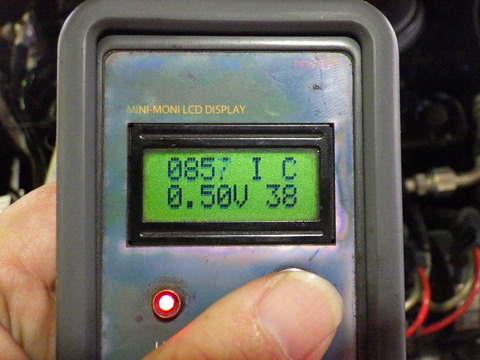 MINI-MONI LCD DISPLAY
0857 I C
0.50V 38